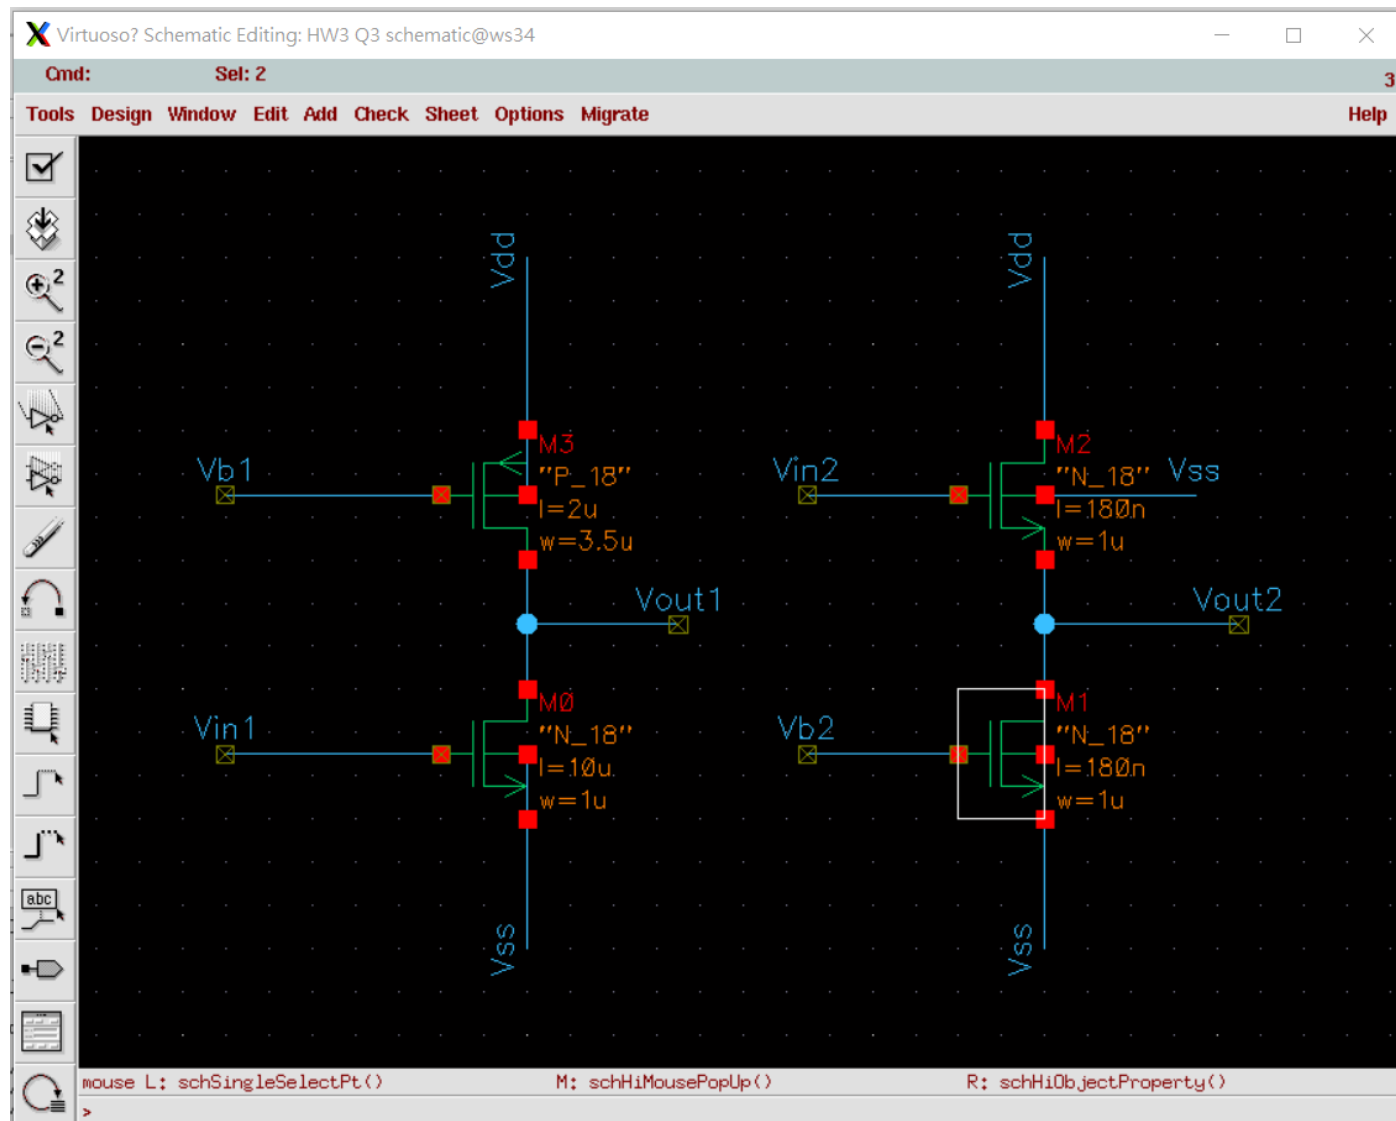 Virtuoso? Schematic Editing: HW3 Q3 schematic@ws34
Cmd: Sel: 2
3
Tools Design Window Edit Add Check Sheet Options Migrate Help
2
2
abc
Vdd
Vb1
M3
"P_18"
l=2u
w=3.5u
Vout1
Vin1
M0
"N_18"
l=10u
w=1u
Vss
Vdd
Vin2
M2
"N_18"
Vss
l=180n
w=1u
Vout2
Vb2
M1
"N_18"
l=180n
w=1u
Vss
mouse L: schSingleSelectPt() M: schHiMousePopUp() R: schHiObjectProperty()
>